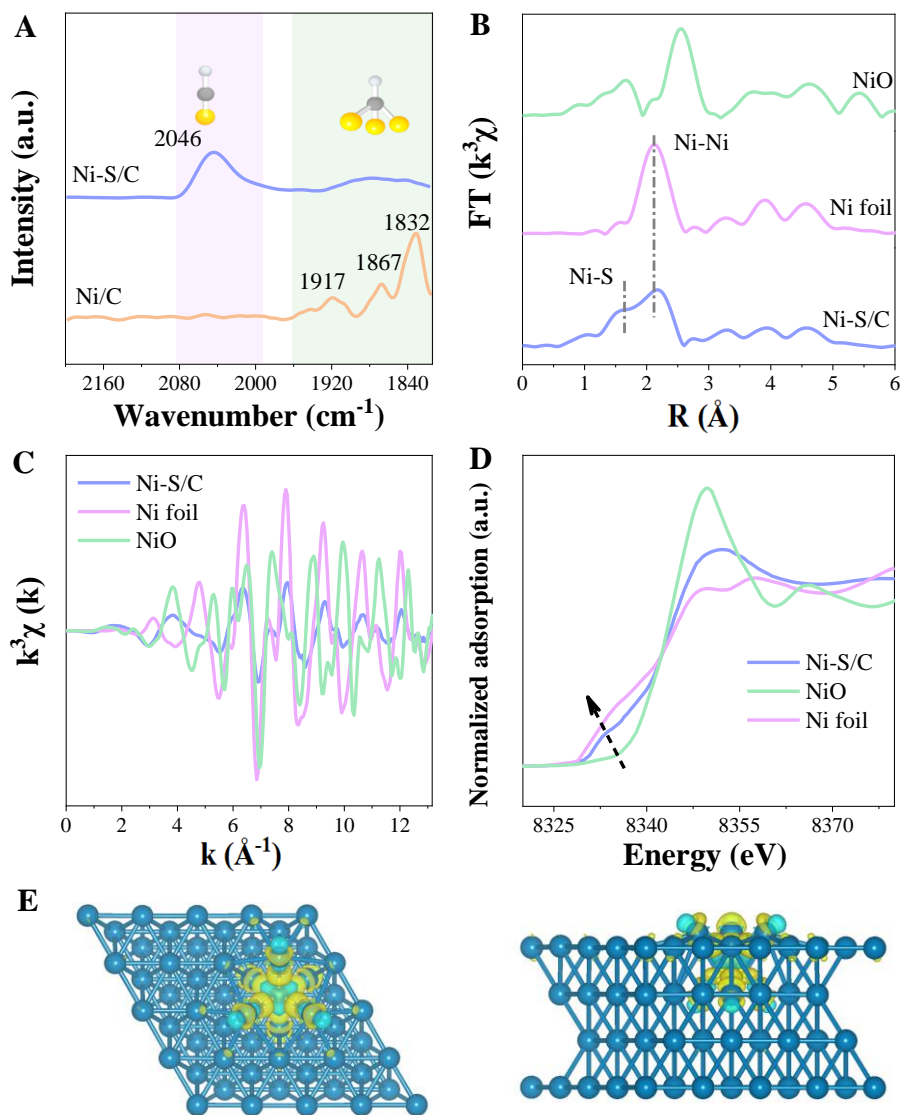 A
Intensity (a.u.)
2046
Ni-S/C
1832
1917
1867
Ni/C
2160 2080 2000 1920 1840
Wavenumber (cm⁻¹)
B
FT (k³χ)
NiO
Ni-Ni
Ni foil
Ni-S
Ni-S/C
0 1 2 3 4 5 6
R (Å)
C
k³χ (k)
Ni-S/C
Ni foil
NiO
0 2 4 6 8 10 12
k (Å⁻¹)
D
Normalized adsorption (a.u.)
Ni-S/C
NiO
Ni foil
8325 8340 8355 8370
Energy (eV)
E